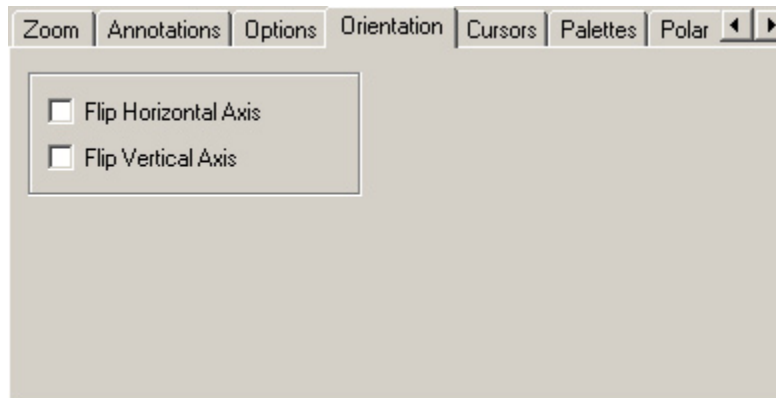 Zoom Annotations Options Orientation Cursors Palettes Polar
Flip Horizontal Axis
Flip Vertical Axis